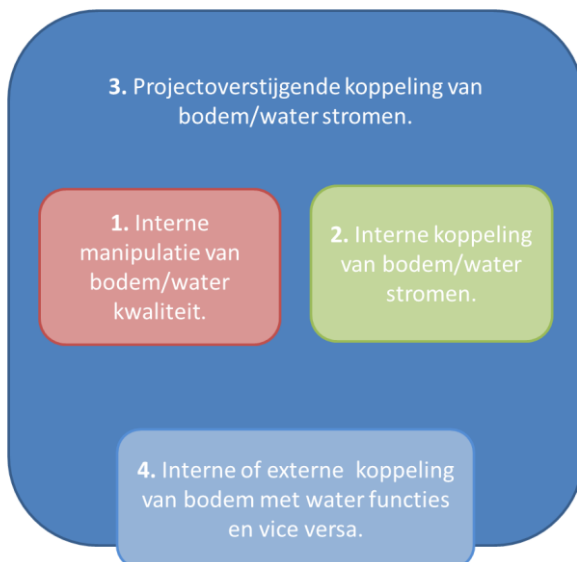 3. Projectoverstijgende koppeling van
bodem/water stromen.
1. Interne
manipulatie van
bodem/water
kwaliteit.
2. Interne koppeling
van bodem/water
stromen.
4. Interne of externe koppeling
van bodem met water functies
en vice versa.